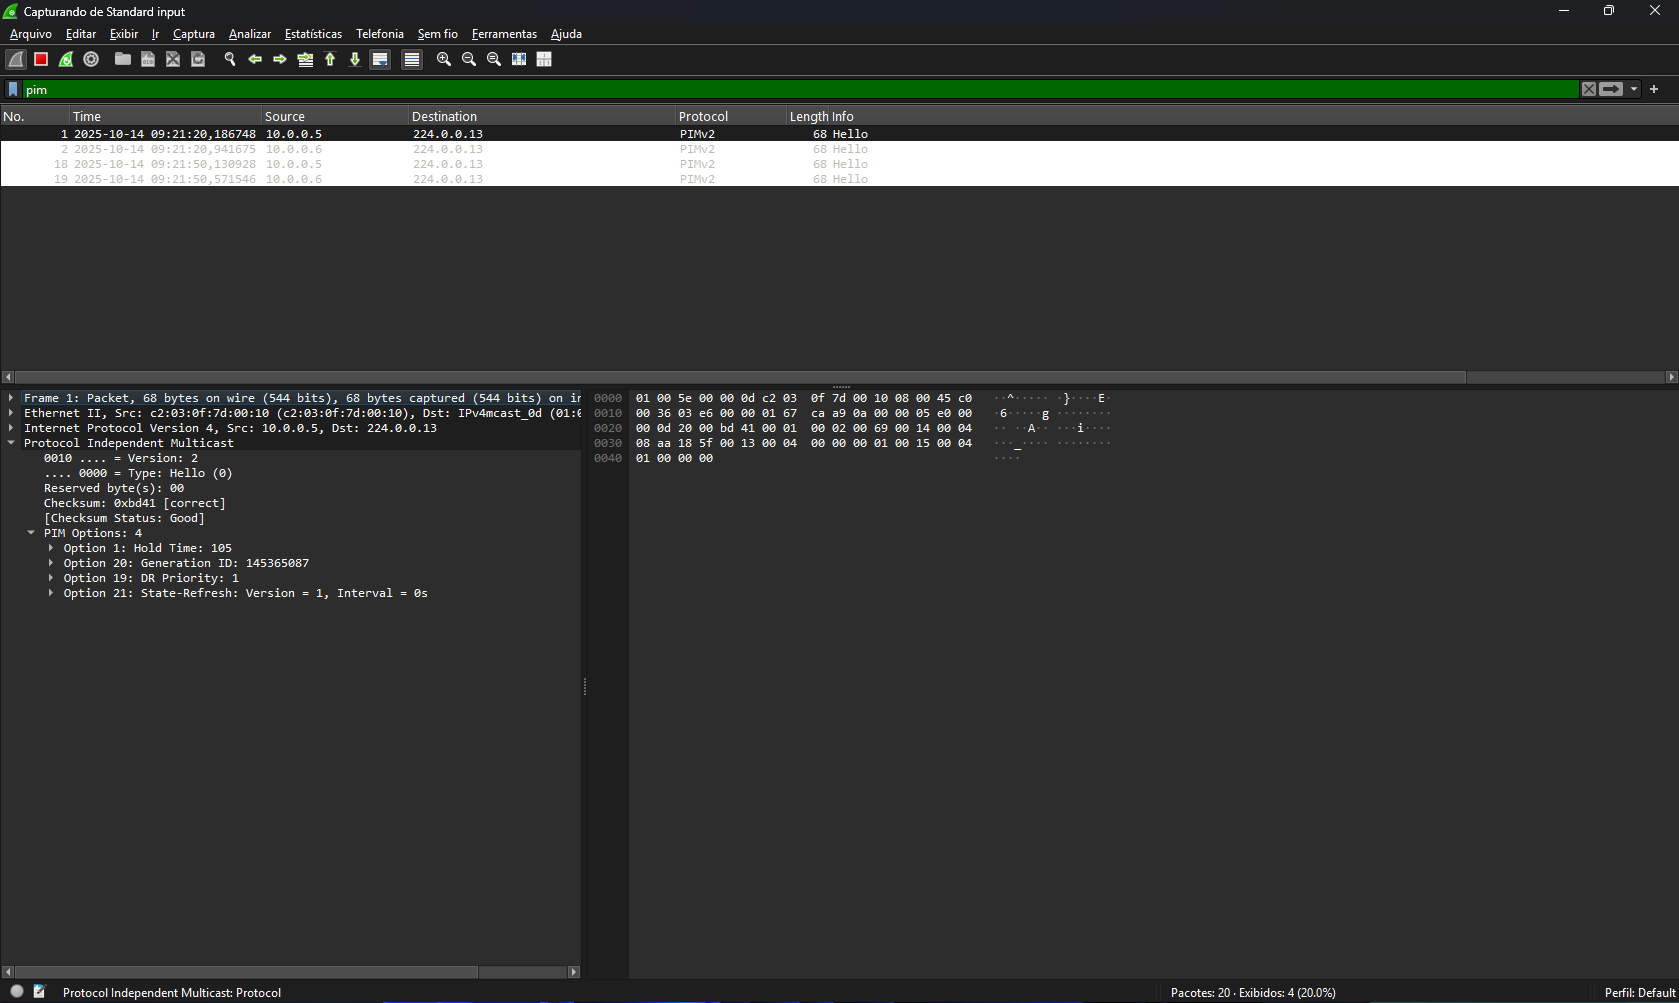 Capturando de Standard input
Arquivo Editar Exibir Ir Captura Analizar Estatísticas Telefonia Sem fio Ferramentas Ajuda
pim
No. Time Source Destination Protocol Length Info
1 2025-10-14 09:21:20,186748 10.0.0.5 224.0.0.13 PIMv2 68 Hello
2 2025-10-14 09:21:20,941675 10.0.0.6 224.0.0.13 PIMv2 68 Hello
18 2025-10-14 09:21:50,130928 10.0.0.5 224.0.0.13 PIMv2 68 Hello
19 2025-10-14 09:21:50,571546 10.0.0.6 224.0.0.13 PIMv2 68 Hello
Frame 1: Packet, 68 bytes on wire (544 bits), 68 bytes captured (544 bits) on in
Ethernet II, Src: c2:03:0f:7d:00:10 (c2:03:0f:7d:00:10), Dst: IPv4mcast_0d (01:0
Internet Protocol Version 4, Src: 10.0.0.5, Dst: 224.0.0.13
Protocol Independent Multicast
0010 .... = Version: 2
.... 0000 = Type: Hello (0)
Reserved byte(s): 00
Checksum: 0xbd41 [correct]
[Checksum Status: Good]
PIM Options: 4
Option 1: Hold Time: 105
Option 20: Generation ID: 145365087
Option 19: DR Priority: 1
Option 21: State-Refresh: Version = 1, Interval = 0s
0000 01 00 5e 00 00 0d c2 03 0f 7d 00 10 08 00 45 c0 ··^····· ·}····E·
0010 00 36 03 e6 00 00 01 67 ca a9 0a 00 00 05 e0 00 ·6·····g ········
0020 00 0d 20 00 bd 41 00 01 00 02 00 69 00 14 00 04 ·· ··A·· ···i····
0030 08 aa 18 5f 00 13 00 04 00 00 00 01 00 15 00 04 ···_···· ········
0040 01 00 00 00 ····
Protocol Independent Multicast: Protocol
Pacotes: 20 · Exibidos: 4 (20.0%)
Perfil: Default